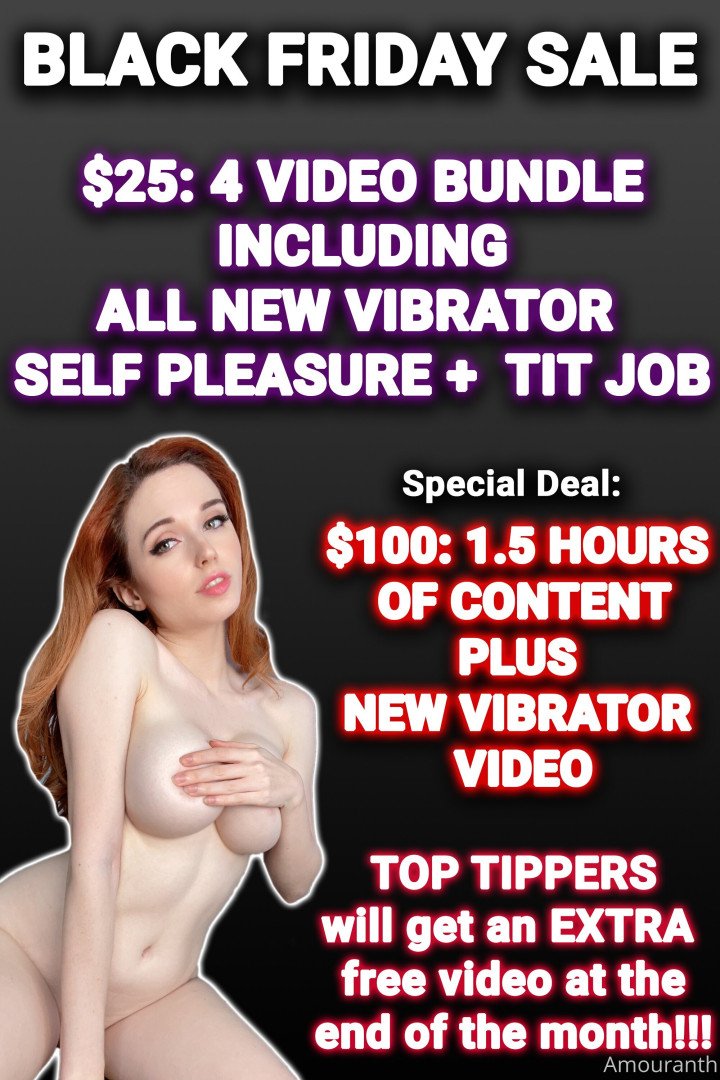 BLACK FRIDAY SALE
$25: 4 VIDEO BUNDLE
INCLUDING
ALL NEW VIBRATOR
SELF PLEASURE + TIT JOB
Special Deal:
$100: 1.5 HOURS
OF CONTENT
PLUS
NEW VIBRATOR
VIDEO
TOP TIPPERS
will get an EXTRA
free video at the
end of the month!!!
Amouranth